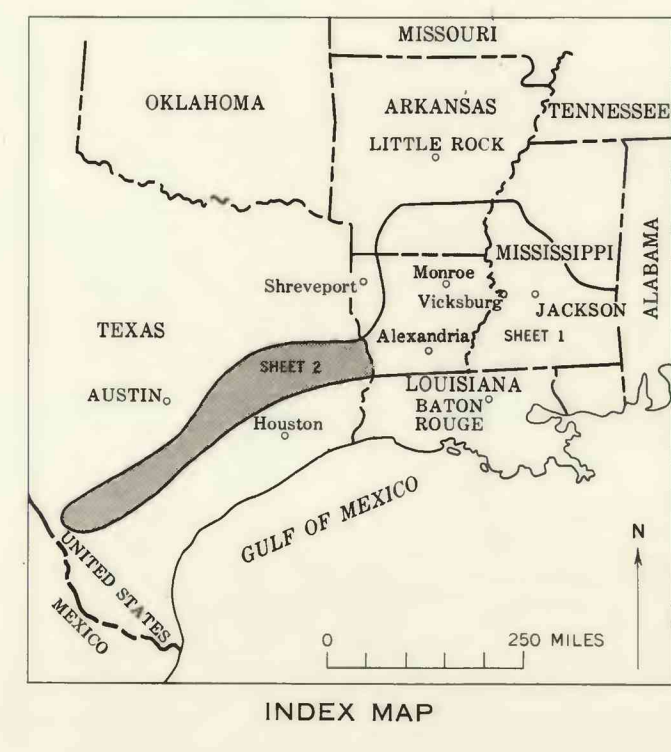 MISSOURI
OKLAHOMA
ARKANSAS
TENNESSEE
LITTLE ROCK
MISSISSIPPI
ALABAMA
Monroe
Shreveport
Vicksburg
JACKSON
TEXAS
Alexandria
SHEET 1
SHEET 2
AUSTIN
LOUISIANA
BATON
ROUGE
Houston
GULF OF MEXICO
N
UNITED STATES
MEXICO
0 250 MILES
INDEX MAP